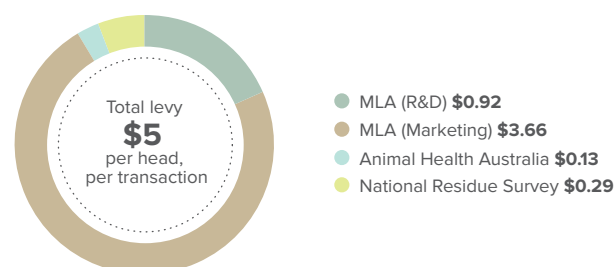 Total levy
$5
per head,
per transaction
MLA (R&D) $0.92
MLA (Marketing) $3.66
Animal Health Australia $0.13
National Residue Survey $0.29